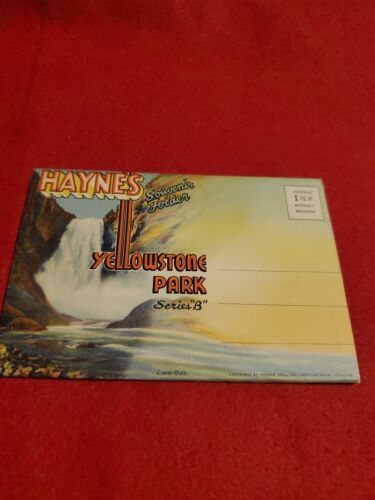 HAYNES
Souvenir
Folder
YELLOWSTONE
PARK
Series "B"
POSTAGE
1½¢
WITHOUT
MESSAGE
Lower Falls